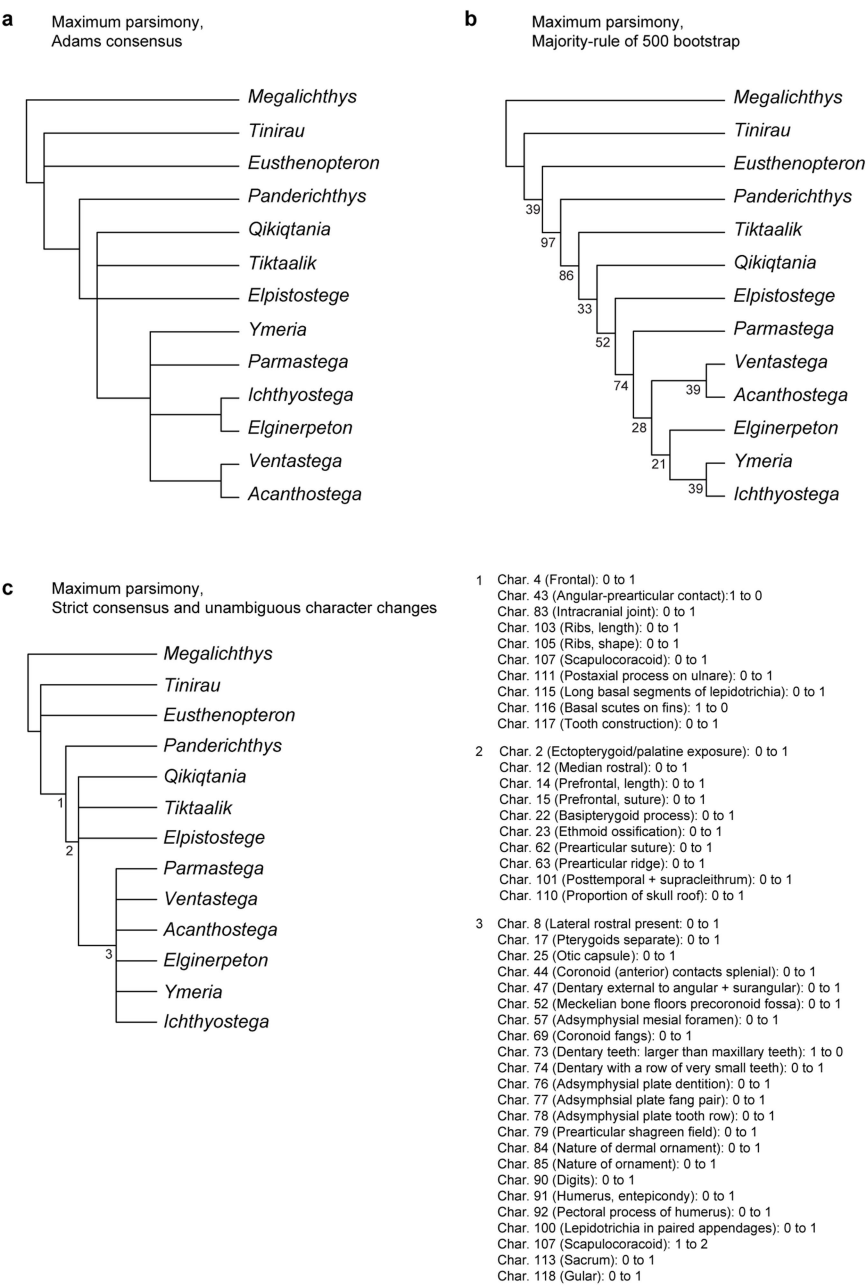 a
Maximum parsimony,
Adams consensus
Megalichthys
Tinirau
Eusthenopteron
Panderichthys
Qikiqtania
Tiktaalik
Elpistostege
Ymeria
Parmastega
Ichthyostega
Elginerpeton
Ventastega
Acanthostega
b
Maximum parsimony,
Majority-rule of 500 bootstrap
Megalichthys
Tinirau
Eusthenopteron
39
Panderichthys
97
Tiktaalik
86
Qikiqtania
33
Elpistostege
52
Parmastega
74
Ventastega
39
Acanthostega
28
Elginerpeton
21
Ymeria
39
Ichthyostega
c
Maximum parsimony,
Strict consensus and unambiguous character changes
Megalichthys
Tinirau
Eusthenopteron
Panderichthys
1
Qikiqtania
Tiktaalik
Elpistostege
2
Parmastega
Ventastega
Acanthostega
3
Elginerpeton
Ymeria
Ichthyostega
1 Char. 4 (Frontal): 0 to 1
Char. 43 (Angular-prearticular contact):1 to 0
Char. 83 (Intracranial joint): 0 to 1
Char. 103 (Ribs, length): 0 to 1
Char. 105 (Ribs, shape): 0 to 1
Char. 107 (Scapulocoracoid): 0 to 1
Char. 111 (Postaxial process on ulnare): 0 to 1
Char. 115 (Long basal segments of lepidotrichia): 0 to 1
Char. 116 (Basal scutes on fins): 1 to 0
Char. 117 (Tooth construction): 0 to 1
2 Char. 2 (Ectopterygoid/palatine exposure): 0 to 1
Char. 12 (Median rostral): 0 to 1
Char. 14 (Prefrontal, length): 0 to 1
Char. 15 (Prefrontal, suture): 0 to 1
Char. 22 (Basipterygoid process): 0 to 1
Char. 23 (Ethmoid ossification): 0 to 1
Char. 62 (Prearticular suture): 0 to 1
Char. 63 (Prearticular ridge): 0 to 1
Char. 101 (Posttemporal + supracleithrum): 0 to 1
Char. 110 (Proportion of skull roof): 0 to 1
3 Char. 8 (Lateral rostral present: 0 to 1
Char. 17 (Pterygoids separate): 0 to 1
Char. 25 (Otic capsule): 0 to 1
Char. 44 (Coronoid (anterior) contacts splenial): 0 to 1
Char. 47 (Dentary external to angular + surangular): 0 to 1
Char. 52 (Meckelian bone floors precoronoid fossa): 0 to 1
Char. 57 (Adsymphysial mesial foramen): 0 to 1
Char. 69 (Coronoid fangs): 0 to 1
Char. 73 (Dentary teeth: larger than maxillary teeth): 1 to 0
Char. 74 (Dentary with a row of very small teeth): 0 to 1
Char. 76 (Adsymphysial plate dentition): 0 to 1
Char. 77 (Adsymphsial plate fang pair): 0 to 1
Char. 78 (Adsymphysial plate tooth row): 0 to 1
Char. 79 (Prearticular shagreen field): 0 to 1
Char. 84 (Nature of dermal ornament): 0 to 1
Char. 85 (Nature of ornament): 0 to 1
Char. 90 (Digits): 0 to 1
Char. 91 (Humerus, entepicondy): 0 to 1
Char. 92 (Pectoral process of humerus): 0 to 1
Char. 100 (Lepidotrichia in paired appendages): 0 to 1
Char. 107 (Scapulocoracoid): 1 to 2
Char. 113 (Sacrum): 0 to 1
Char. 118 (Gular): 0 to 1